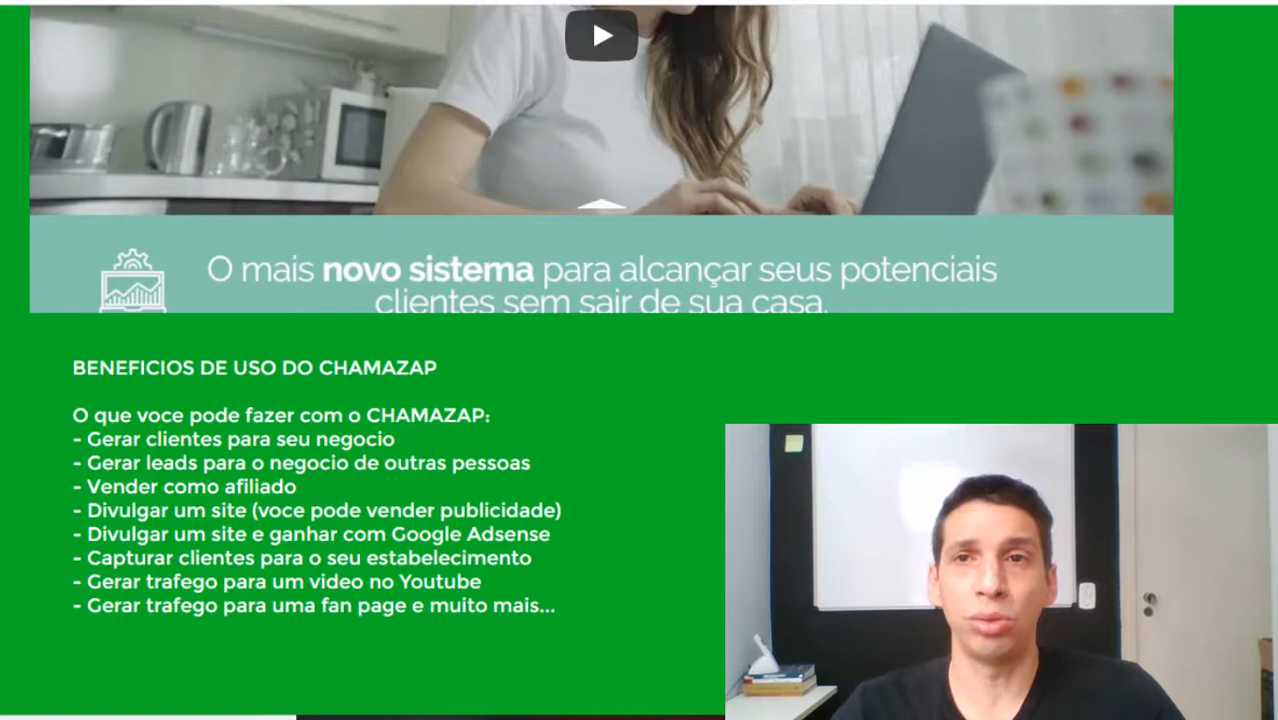 O mais novo sistema para alcançar seus potenciais
clientes sem sair de sua casa.
BENEFICIOS DE USO DO CHAMAZAP
O que voce pode fazer com o CHAMAZAP:
- Gerar clientes para seu negocio
- Gerar leads para o negocio de outras pessoas
- Vender como afiliado
- Divulgar um site (voce pode vender publicidade)
- Divulgar um site e ganhar com Google Adsense
- Capturar clientes para o seu estabelecimento
- Gerar trafego para um video no Youtube
- Gerar trafego para uma fan page e muito mais...